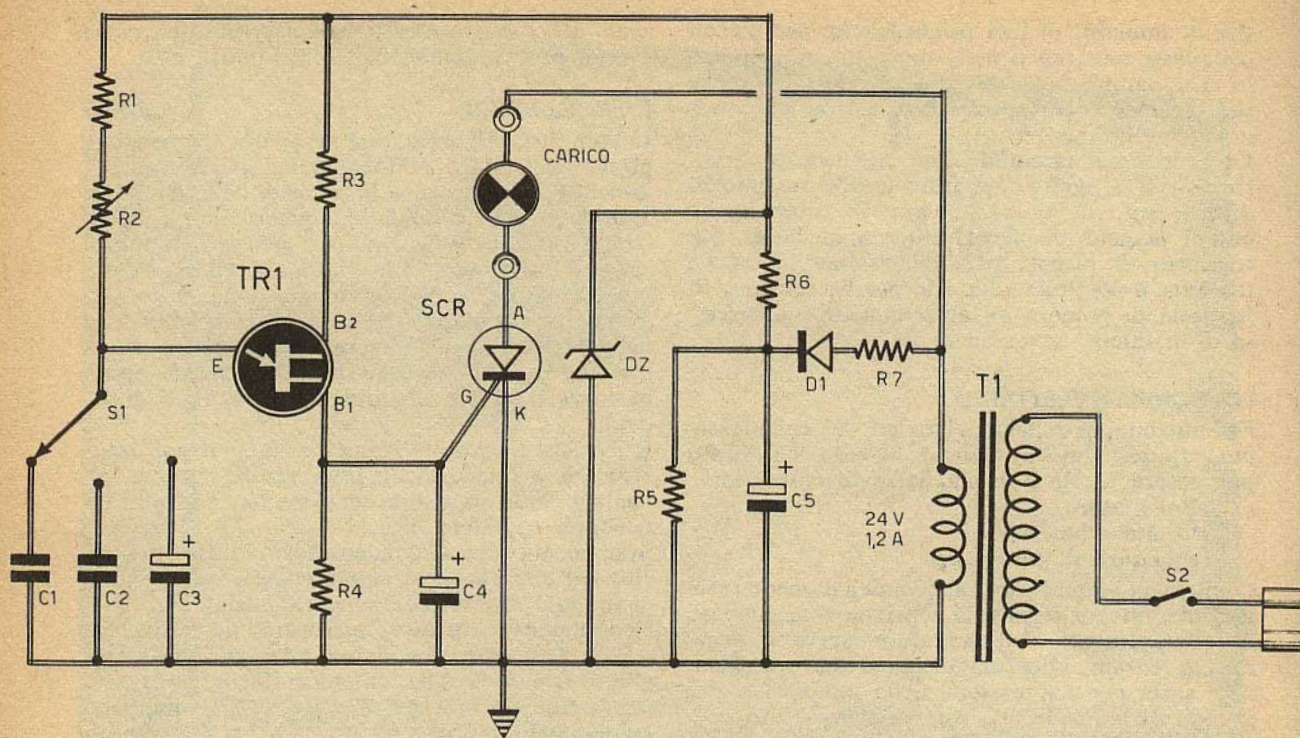 R1
R2
R3
CARICO
TR1
B2
E
B1
SCR
A
G
K
DZ
R6
D1
R7
T1
S1
R5
+
C5
24 V
1,2 A
S2
C1
C2
+
C3
R4
+
C4